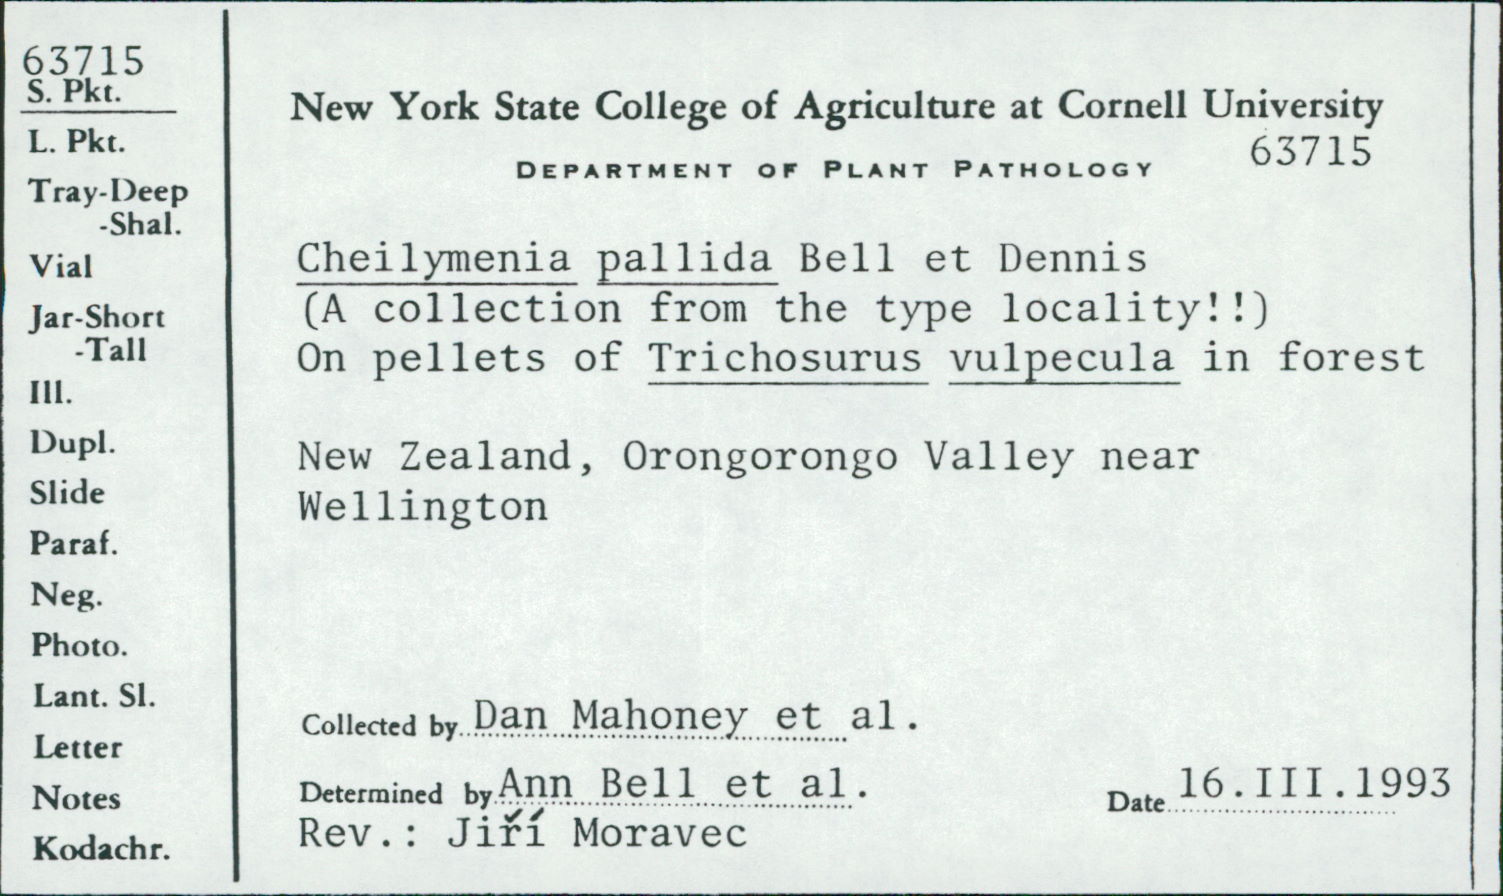 63715
S. Pkt.
L. Pkt.
Tray-Deep
-Shal.
Vial
Jar-Short
-Tall
Ill.
Dupl.
Slide
Paraf.
Neg.
Photo.
Lant. Sl.
Letter
Notes
Kodachr.
New York State College of Agriculture at Cornell University
DEPARTMENT OF PLANT PATHOLOGY
63715
Cheilymenia pallida Bell et Dennis
(A collection from the type locality!!)
On pellets of Trichosurus vulpecula in forest
New Zealand, Orongorongo Valley near
Wellington
Collected by Dan Mahoney et al.
Determined by Ann Bell et al.
Date 16.III.1993
Rev.: Jiří Moravec